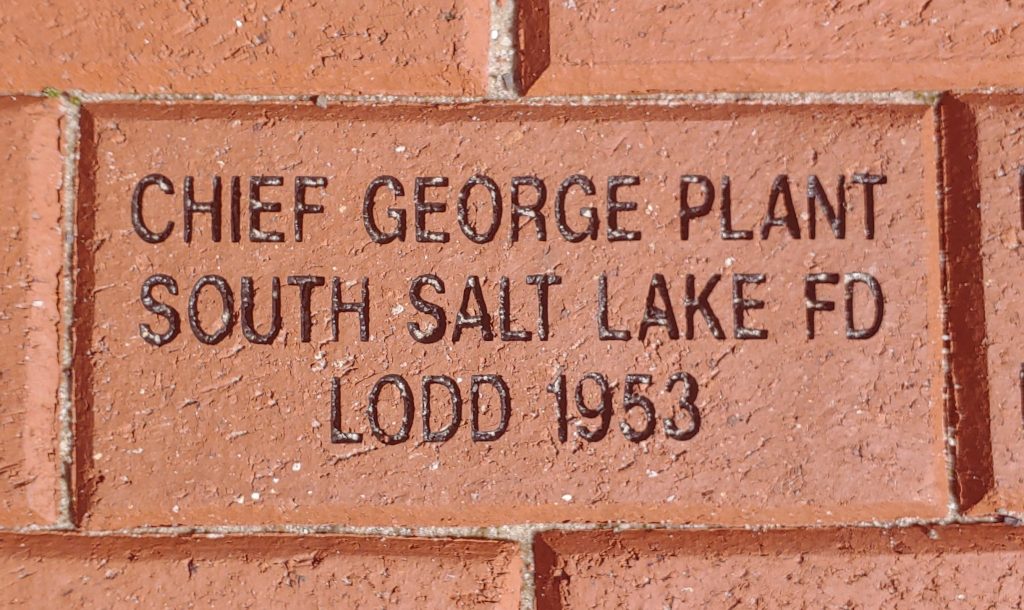 CHIEF GEORGE PLANT
SOUTH SALT LAKE FD
LODD 1953